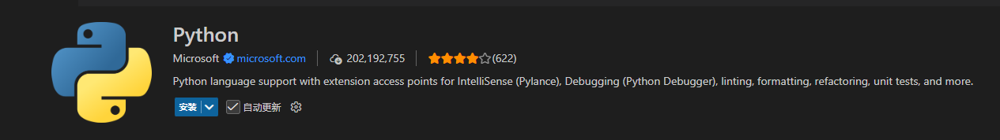 Python
Microsoft microsoft.com 202,192,755 (622)
Python language support with extension access points for IntelliSense (Pylance), Debugging (Python Debugger), linting, formatting, refactoring, unit tests, and more.
安装 自动更新